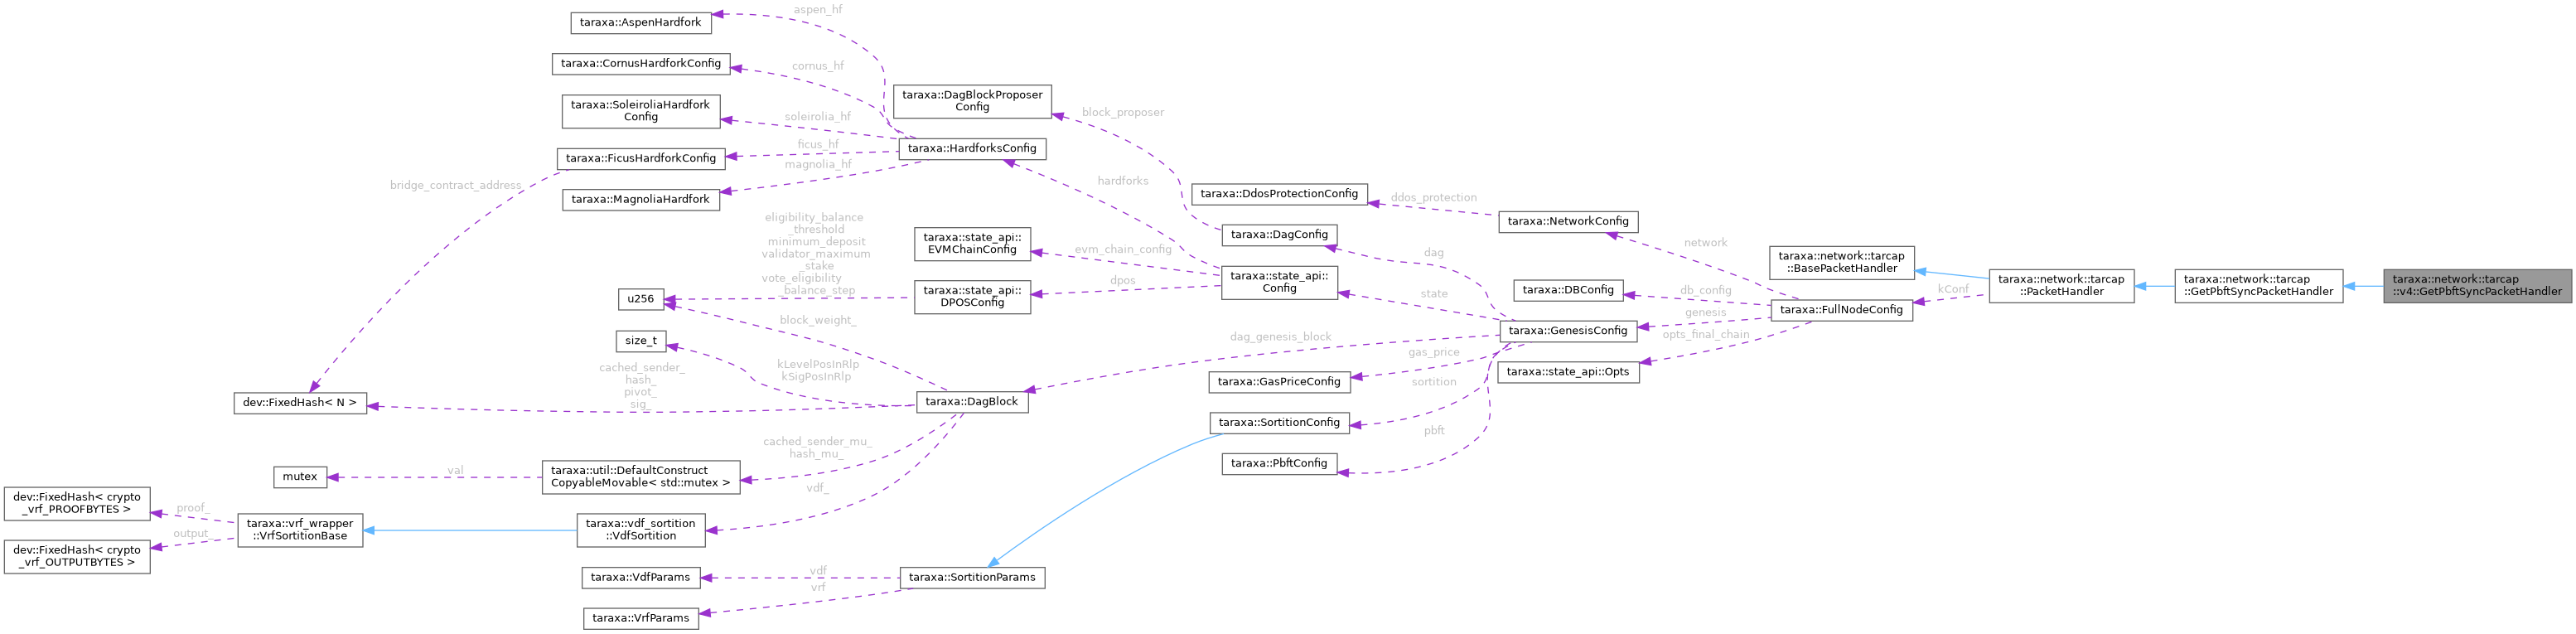 taraxa::AspenHardfork
aspen_hf
taraxa::CornusHardforkConfig
cornus_hf
taraxa::SoleiroliaHardfork
Config
soleirolia_hf
taraxa::FicusHardforkConfig
ficus_hf
taraxa::MagnoliaHardfork
magnolia_hf
bridge_contract_address
taraxa::DagBlockProposer
Config
block_proposer
taraxa::HardforksConfig
hardforks
taraxa::DdosProtectionConfig
ddos_protection
taraxa::NetworkConfig
network
taraxa::DagConfig
dag
eligibility_balance
_threshold
minimum_deposit
validator_maximum
_stake
vote_eligibility
_balance_step
taraxa::state_api::
EVMChainConfig
evm_chain_config
taraxa::state_api::
DPOSConfig
dpos
taraxa::state_api::
Config
state
u256
block_weight_
size_t
kLevelPosInRlp
kSigPosInRlp
cached_sender_
hash_
pivot_
sig_
dev::FixedHash< N >
taraxa::DagBlock
dag_genesis_block
taraxa::DBConfig
db_config
genesis
opts_final_chain
taraxa::GenesisConfig
taraxa::state_api::Opts
taraxa::FullNodeConfig
kConf
taraxa::network::tarcap
::BasePacketHandler
taraxa::network::tarcap
::PacketHandler
taraxa::network::tarcap
::GetPbftSyncPacketHandler
taraxa::network::tarcap
::v4::GetPbftSyncPacketHandler
gas_price
taraxa::GasPriceConfig
sortition
taraxa::SortitionConfig
pbft
taraxa::PbftConfig
cached_sender_mu_
hash_mu_
vdf_
mutex
val
taraxa::util::DefaultConstruct
CopyableMovable< std::mutex >
dev::FixedHash< crypto
_vrf_PROOFBYTES >
proof_
dev::FixedHash< crypto
_vrf_OUTPUTBYTES >
output_
taraxa::vrf_wrapper
::VrfSortitionBase
taraxa::vdf_sortition
::VdfSortition
taraxa::VdfParams
vdf
taraxa::VrfParams
vrf
taraxa::SortitionParams